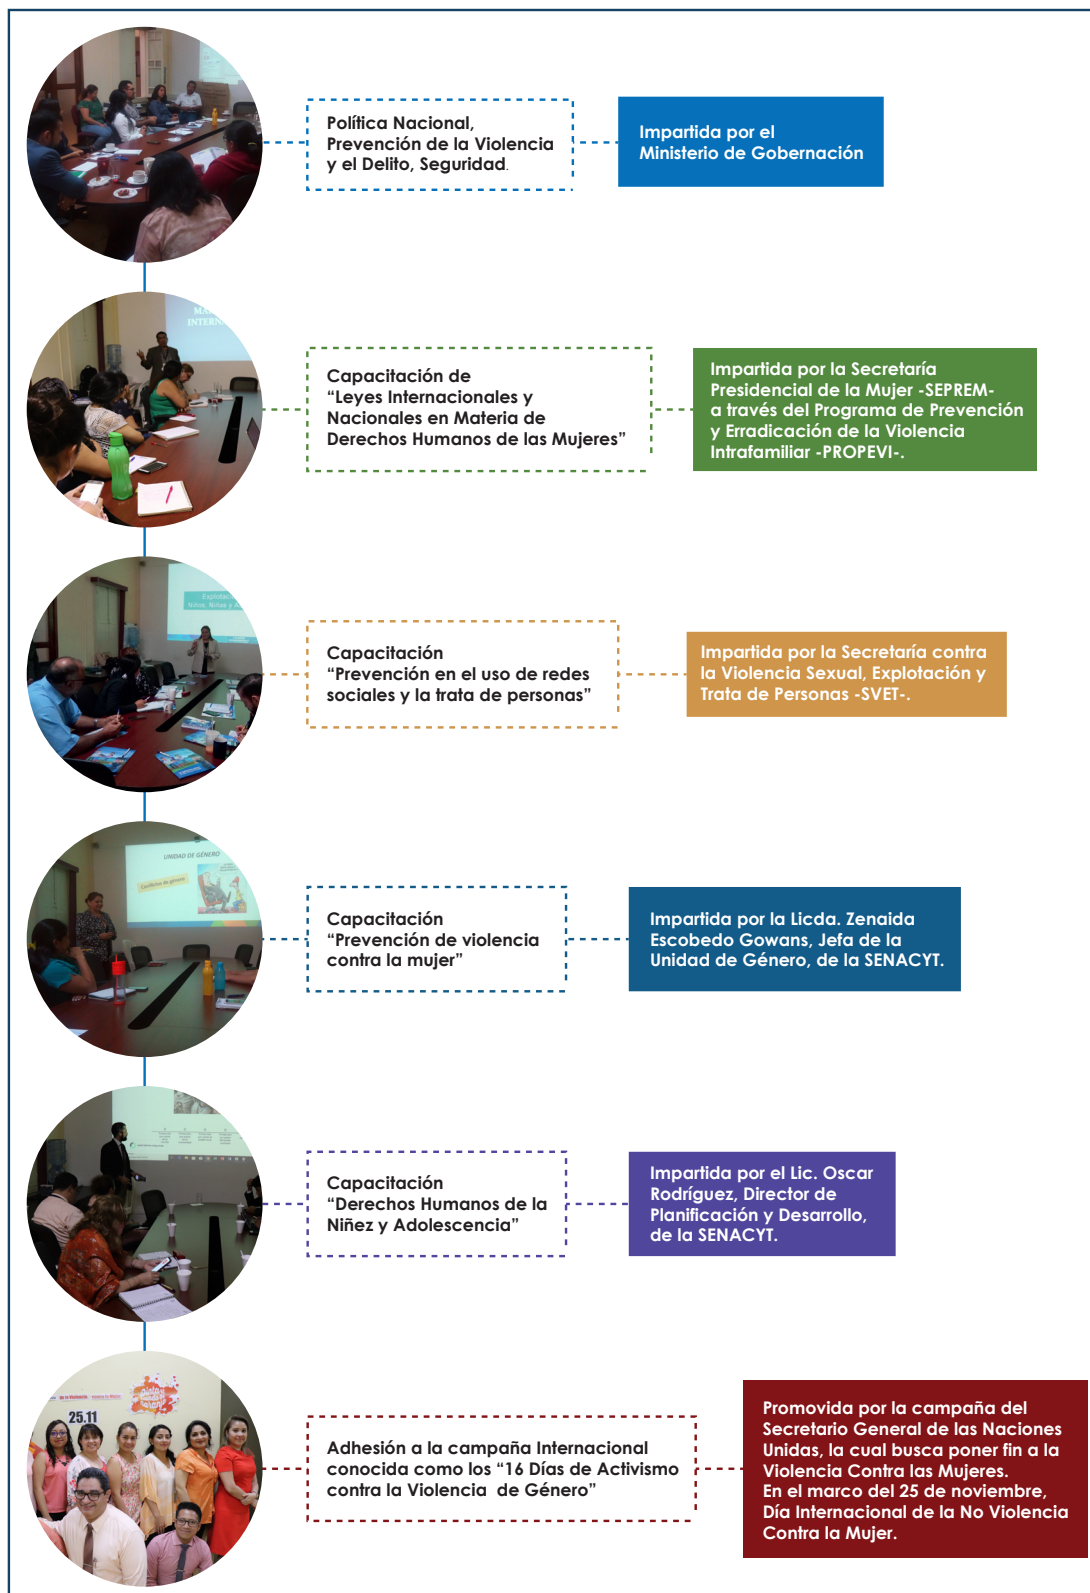 Política Nacional,
Prevención de la Violencia
y el Delito, Seguridad.
Impartida por el
Ministerio de Gobernación
Capacitación de
“Leyes Internacionales y
Nacionales en Materia de
Derechos Humanos de las Mujeres”
Impartida por la Secretaría
Presidencial de la Mujer -SEPREM-
a través del Programa de Prevención
y Erradicación de la Violencia
Intrafamiliar -PROPEVI-.
Capacitación
“Prevención en el uso de redes
sociales y la trata de personas”
Impartida por la Secretaría contra
la Violencia Sexual, Explotación y
Trata de Personas -SVET-.
UNIDAD DE GÉNERO
Conflictos de género
Capacitación
“Prevención de violencia
contra la mujer”
Impartida por la Licda. Zenaida
Escobedo Gowans, Jefa de la
Unidad de Género, de la SENACYT.
Capacitación
“Derechos Humanos de la
Niñez y Adolescencia”
Impartida por el Lic. Oscar
Rodríguez, Director de
Planificación y Desarrollo,
de la SENACYT.
25.11
Adhesión a la campaña Internacional
conocida como los “16 Días de Activismo
contra la Violencia  de Género”
Promovida por la campaña del
Secretario General de las Naciones
Unidas, la cual busca poner fin a la
Violencia Contra las Mujeres.
En el marco del 25 de noviembre,
Día Internacional de la No Violencia
Contra la Mujer.